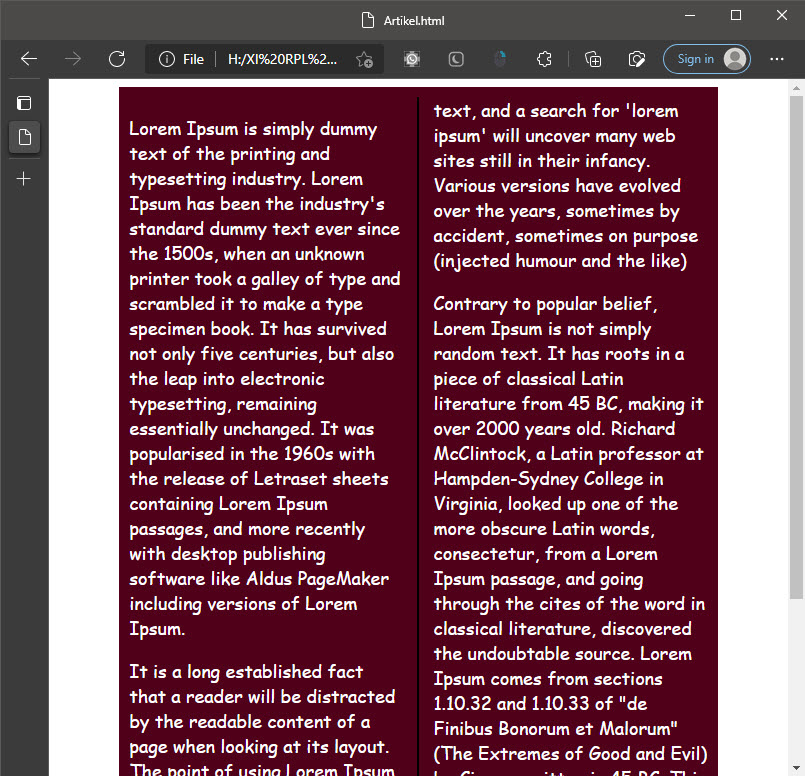 Artikel.html
File
H:/XI%20RPL%2...
Sign in
Lorem Ipsum is simply dummy
text of the printing and
typesetting industry. Lorem
Ipsum has been the industry's
standard dummy text ever since
the 1500s, when an unknown
printer took a galley of type and
scrambled it to make a type
specimen book. It has survived
not only five centuries, but also
the leap into electronic
typesetting, remaining
essentially unchanged. It was
popularised in the 1960s with
the release of Letraset sheets
containing Lorem Ipsum
passages, and more recently
with desktop publishing
software like Aldus PageMaker
including versions of Lorem
Ipsum.
It is a long established fact
that a reader will be distracted
by the readable content of a
page when looking at its layout.
The point of using Lorem Ipsum
text, and a search for 'lorem
ipsum' will uncover many web
sites still in their infancy.
Various versions have evolved
over the years, sometimes by
accident, sometimes on purpose
(injected humour and the like)
Contrary to popular belief,
Lorem Ipsum is not simply
random text. It has roots in a
piece of classical Latin
literature from 45 BC, making it
over 2000 years old. Richard
McClintock, a Latin professor at
Hampden-Sydney College in
Virginia, looked up one of the
more obscure Latin words,
consectetur, from a Lorem
Ipsum passage, and going
through the cites of the word in
classical literature, discovered
the undoubtable source. Lorem
Ipsum comes from sections
1.10.32 and 1.10.33 of "de
Finibus Bonorum et Malorum"
(The Extremes of Good and Evil)